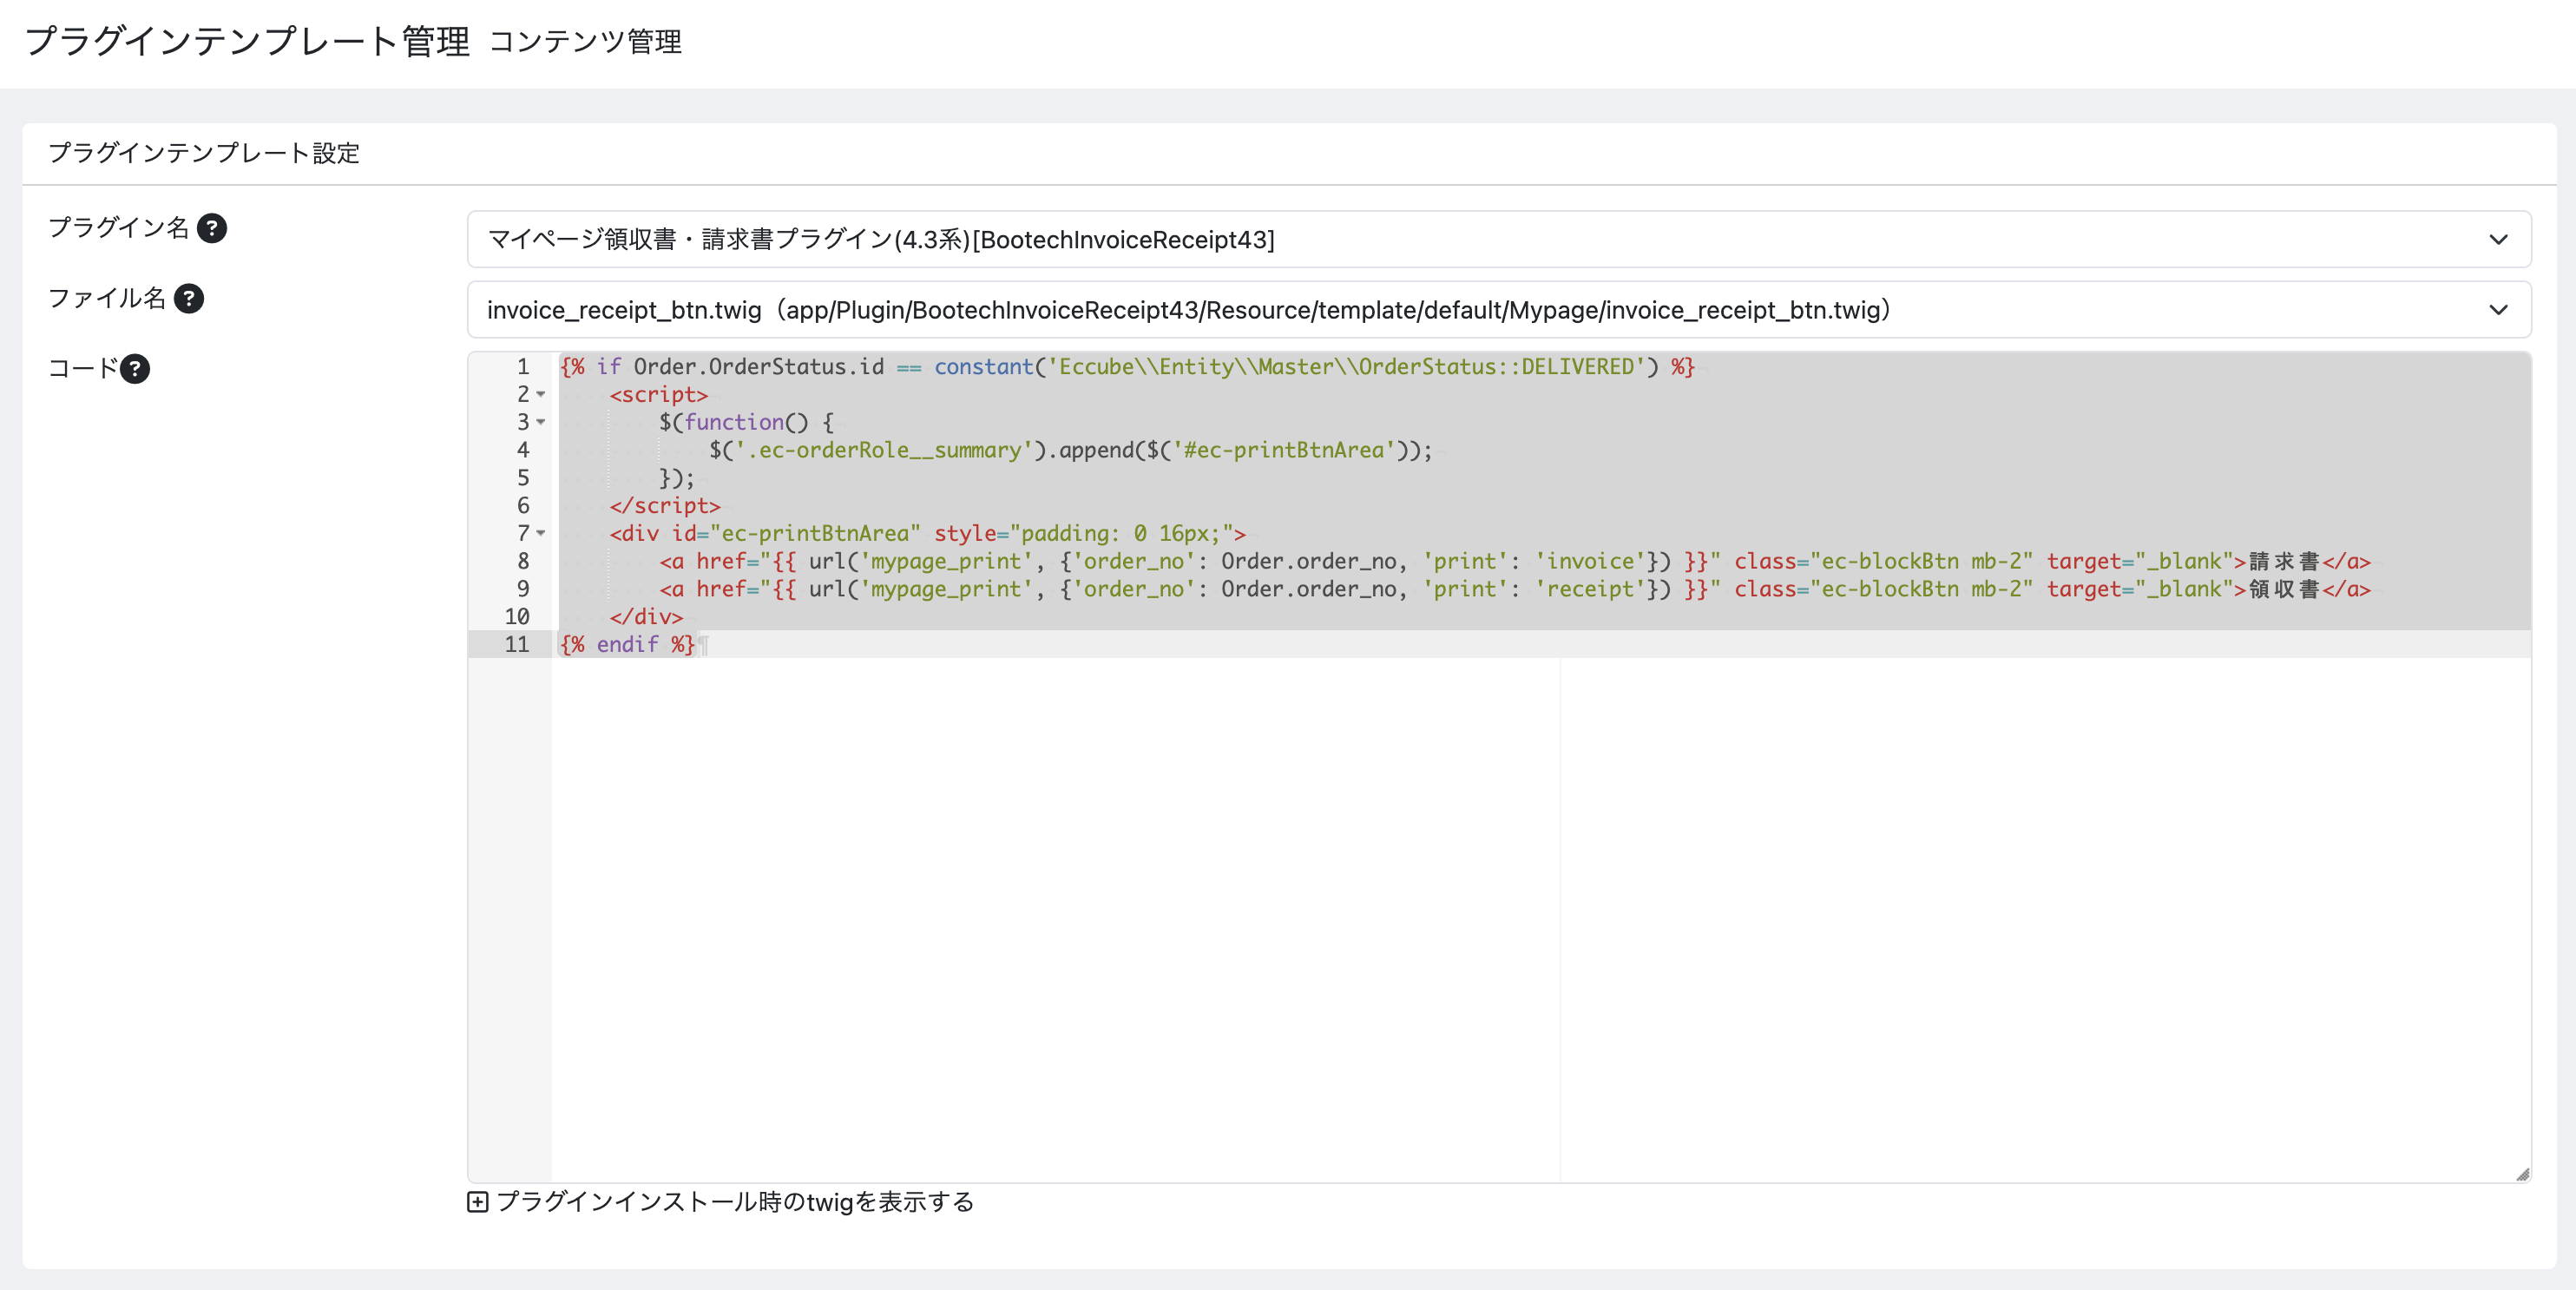 プラグインテンプレート管理 コンテンツ管理
プラグインテンプレート設定
プラグイン名 ?
マイページ領収書・請求書プラグイン(4.3系)[BootechInvoiceReceipt43]
ファイル名 ?
invoice_receipt_btn.twig（app/Plugin/BootechInvoiceReceipt43/Resource/template/default/Mypage/invoice_receipt_btn.twig）
コード ?
1 {% if Order.OrderStatus.id == constant('Eccube\\Entity\\Master\\OrderStatus::DELIVERED') %}
2     <script>
3         $(function() {
4             $('.ec-orderRole__summary').append($('#ec-printBtnArea'));
5         });
6     </script>
7     <div id="ec-printBtnArea" style="padding: 0 16px;">
8         <a href="{{ url('mypage_print', {'order_no': Order.order_no, 'print': 'invoice'}) }}" class="ec-blockBtn mb-2" target="_blank">請求書</a>
9         <a href="{{ url('mypage_print', {'order_no': Order.order_no, 'print': 'receipt'}) }}" class="ec-blockBtn mb-2" target="_blank">領収書</a>
10     </div>
11 {% endif %}¶
プラグインインストール時のtwigを表示する